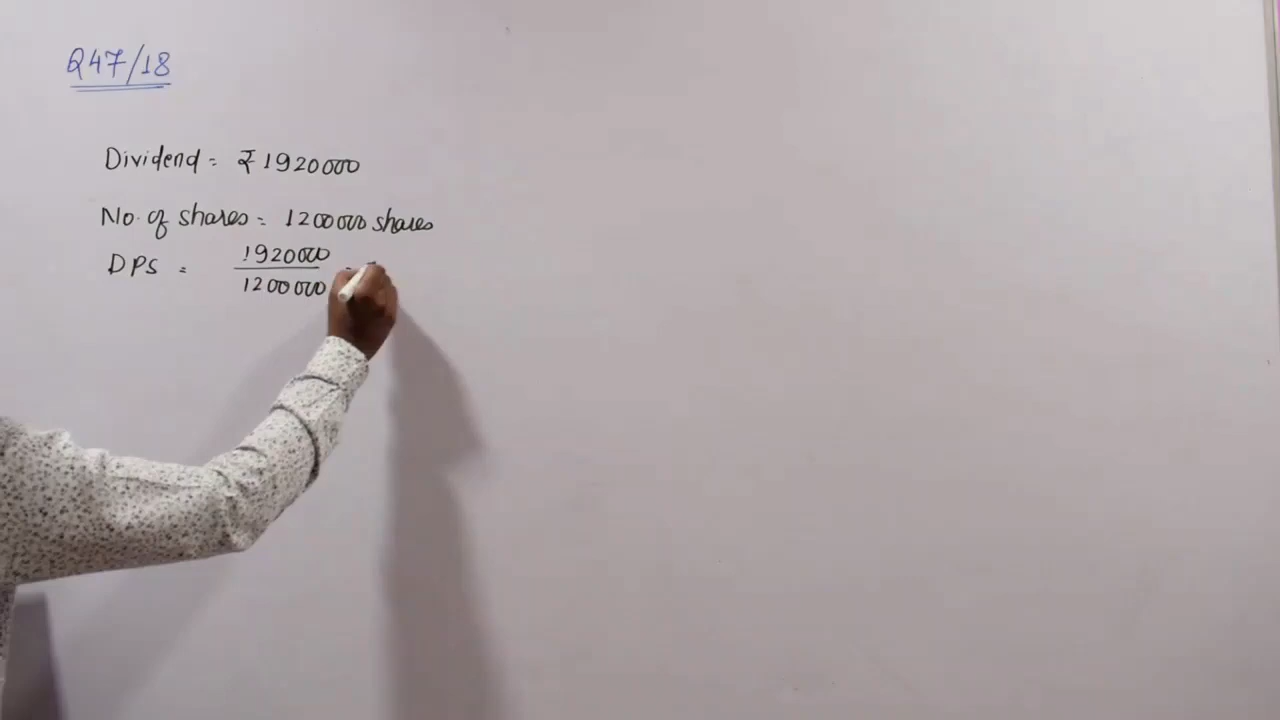 Q47/18
Dividend = ₹ 1920000
No. of shares = 1200000 shares
DPS = 1920000
1200000